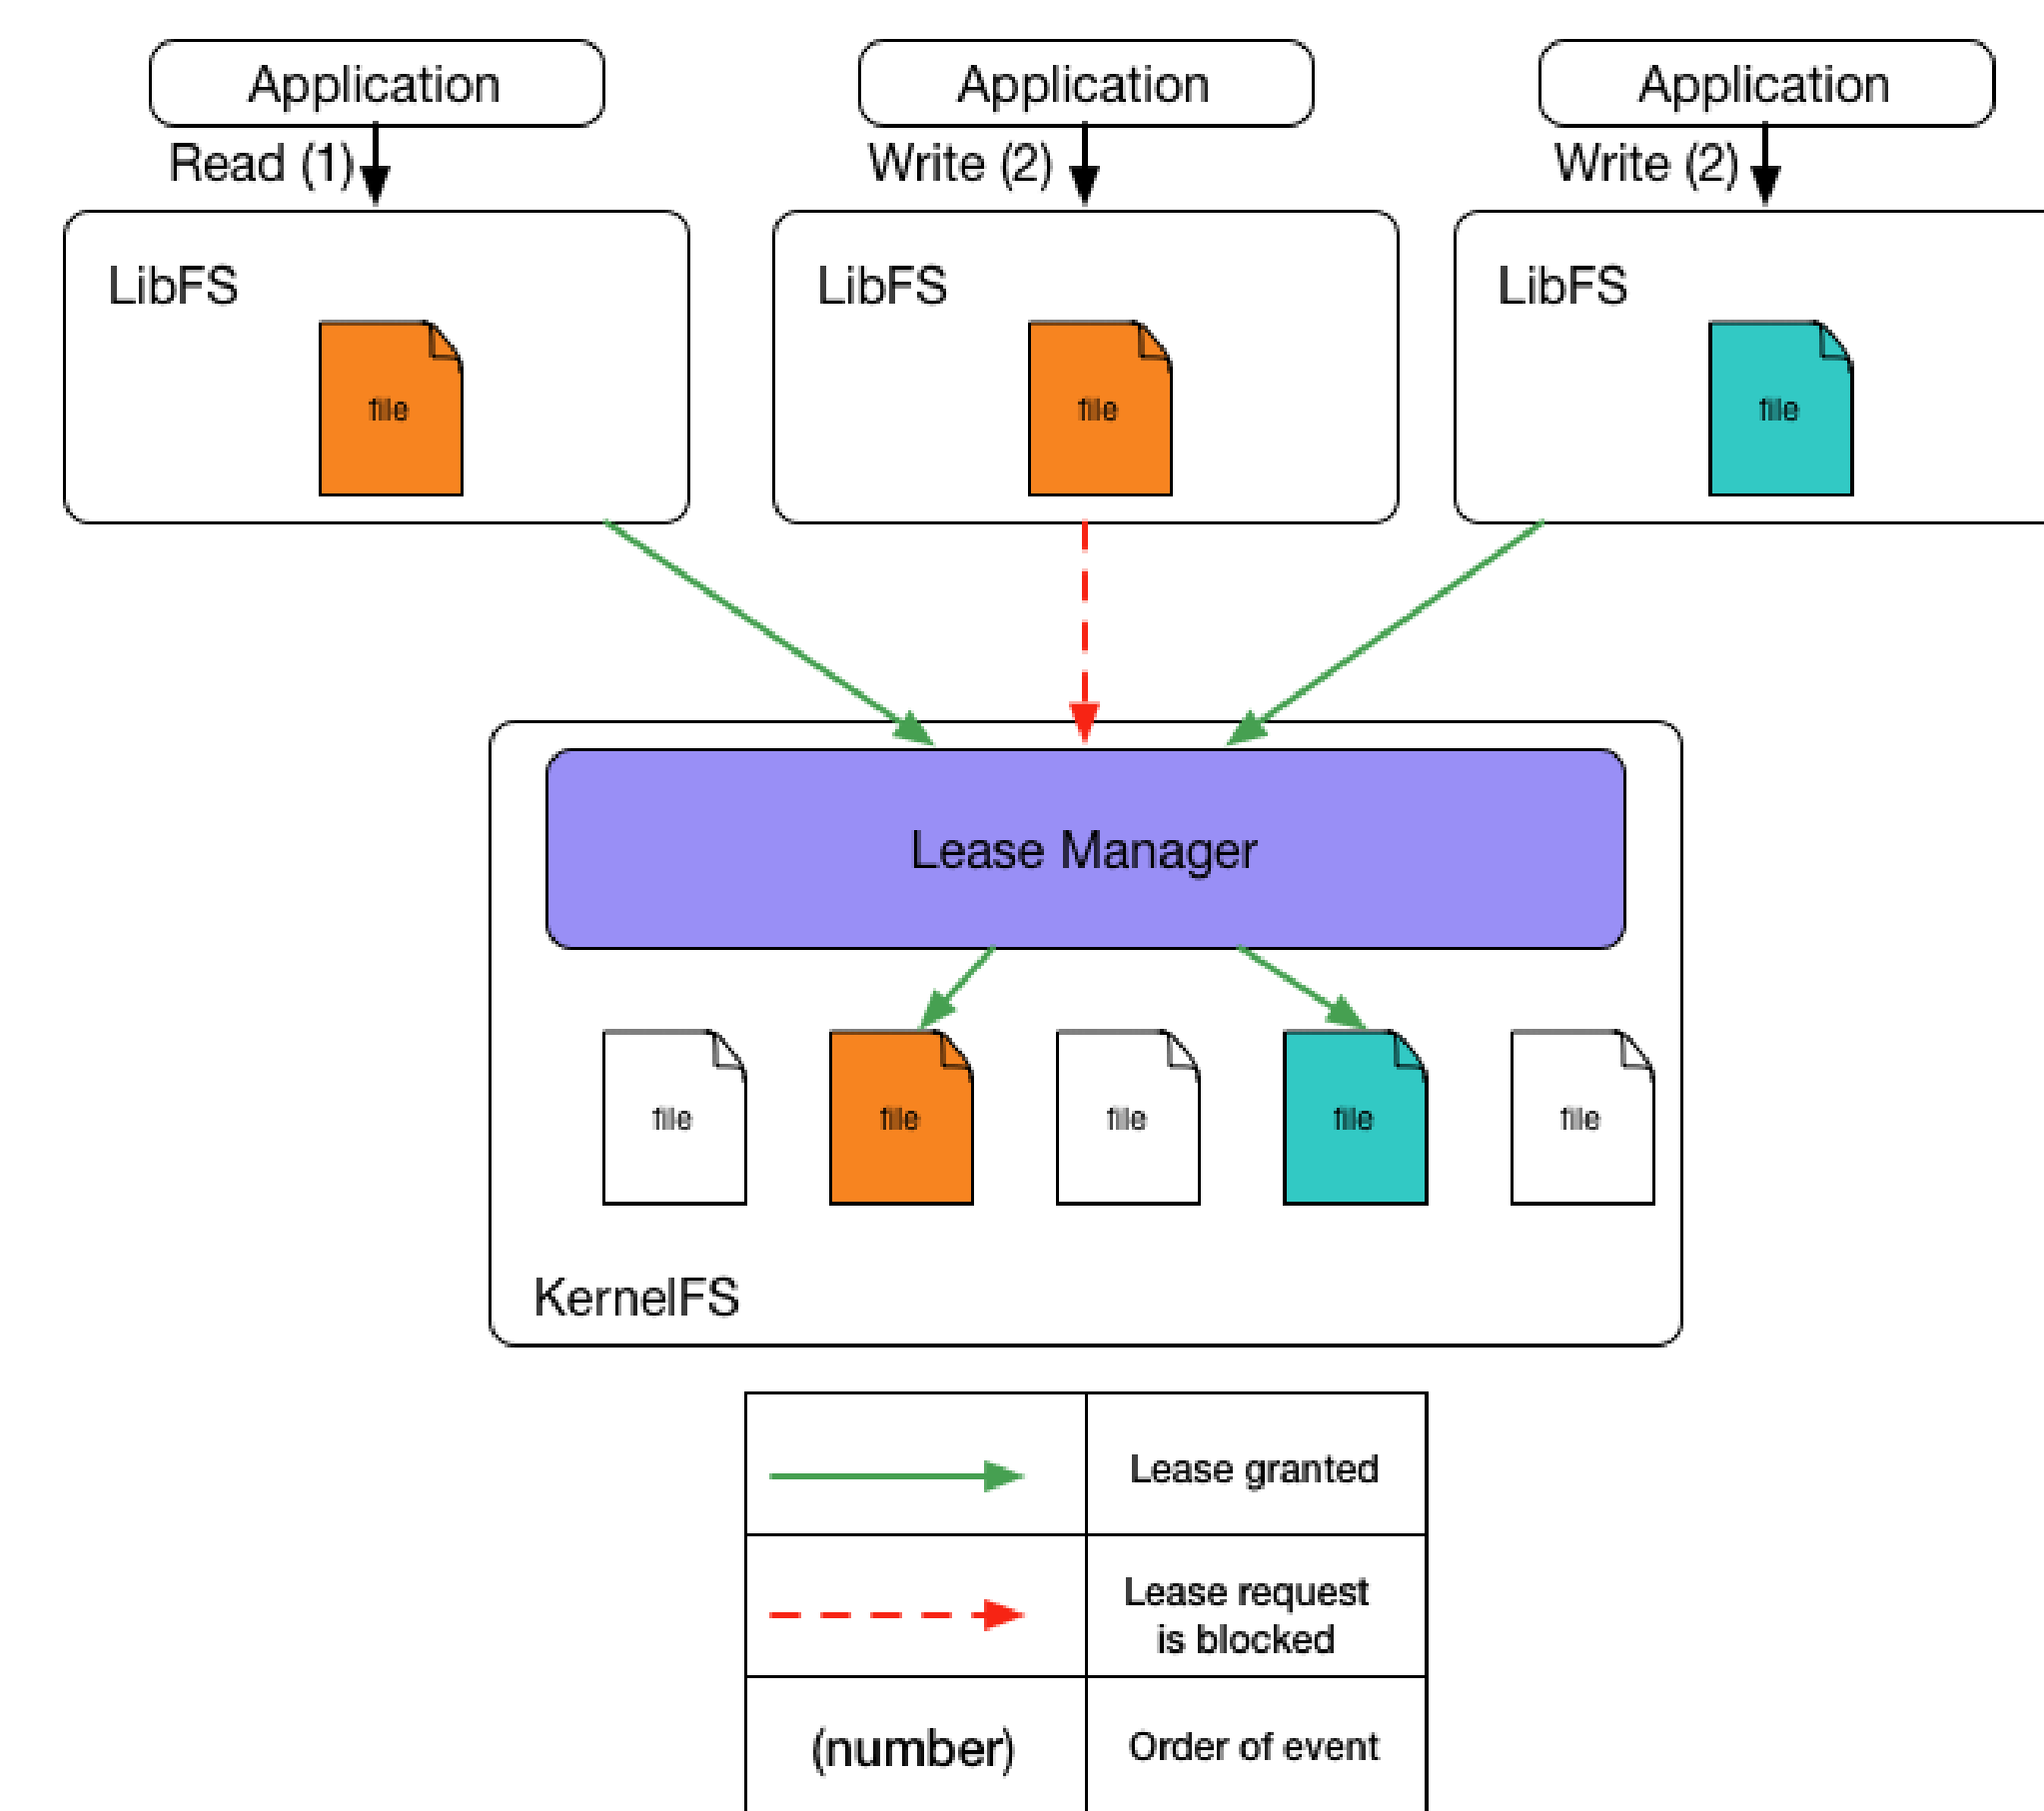 Application
Application
Application
Read (1)
Write (2)
Write (2)
LibFS
LibFS
LibFS
file
file
file
Lease Manager
file
file
file
file
file
KernelFS
Lease granted
Lease request
is blocked
(number)
Order of event